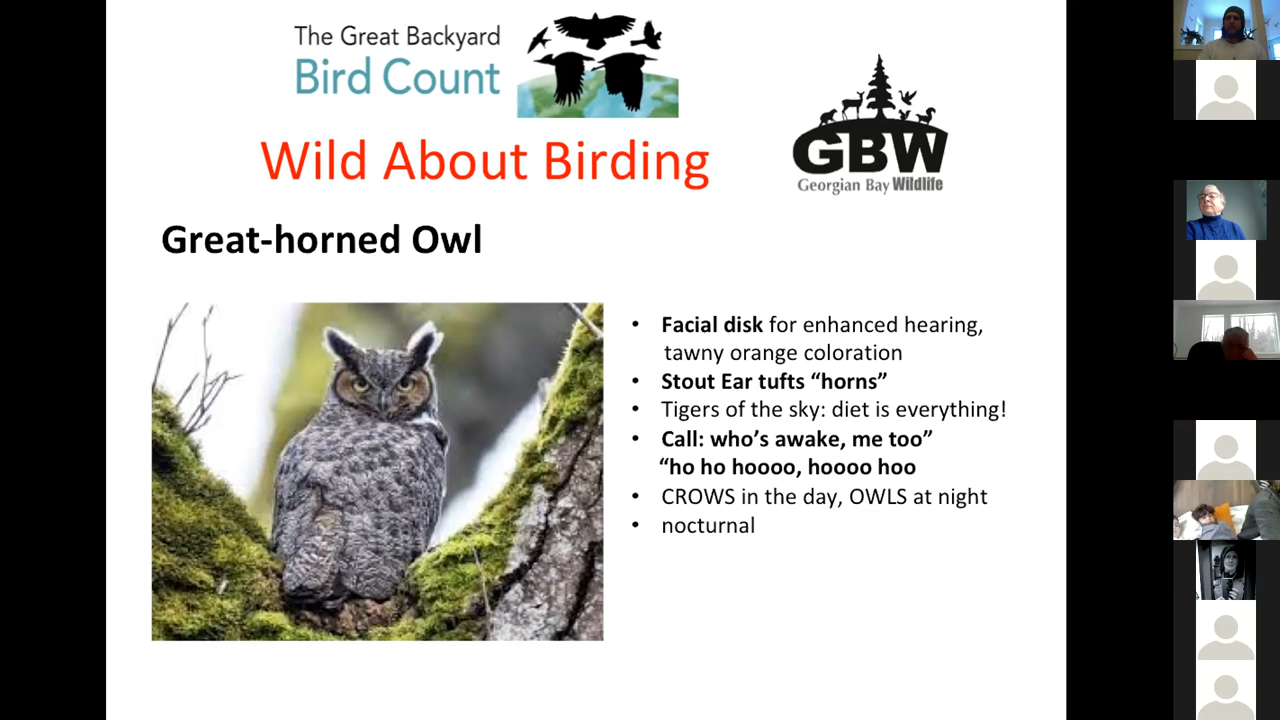 The Great Backyard
Bird Count
Wild About Birding
GBW
Georgian Bay Wildlife
Great-horned Owl
• Facial disk for enhanced hearing,
tawny orange coloration
• Stout Ear tufts “horns”
• Tigers of the sky: diet is everything!
• Call: who’s awake, me too”
“ho ho hoooo, hoooo hoo
• CROWS in the day, OWLS at night
• nocturnal